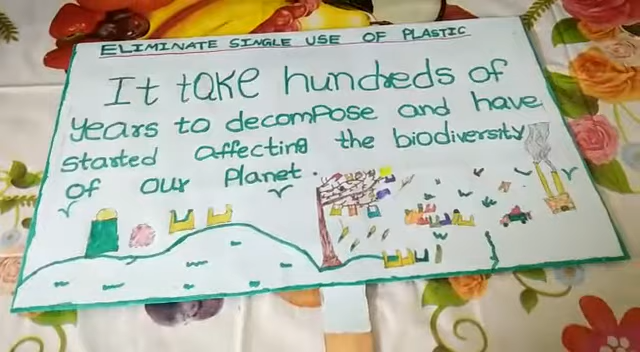 ELIMINATE SINGLE USE OF PLASTIC
It take hundreds of
years to decompose and have
started affecting the biodiversity
of our Planet.